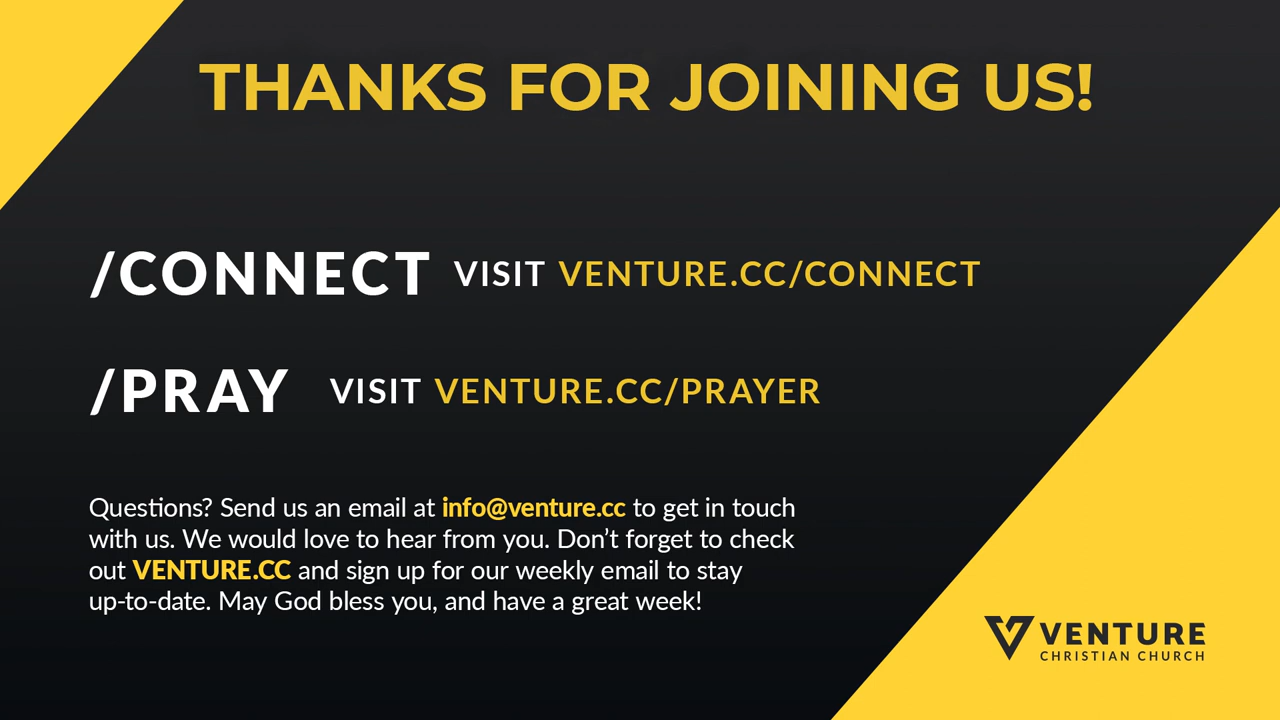 THANKS FOR JOINING US!
/CONNECT VISIT VENTURE.CC/CONNECT
/PRAY VISIT VENTURE.CC/PRAYER
Questions? Send us an email at info@venture.cc to get in touch
with us. We would love to hear from you. Don’t forget to check
out VENTURE.CC and sign up for our weekly email to stay
up-to-date. May God bless you, and have a great week!
VENTURE
CHRISTIAN CHURCH